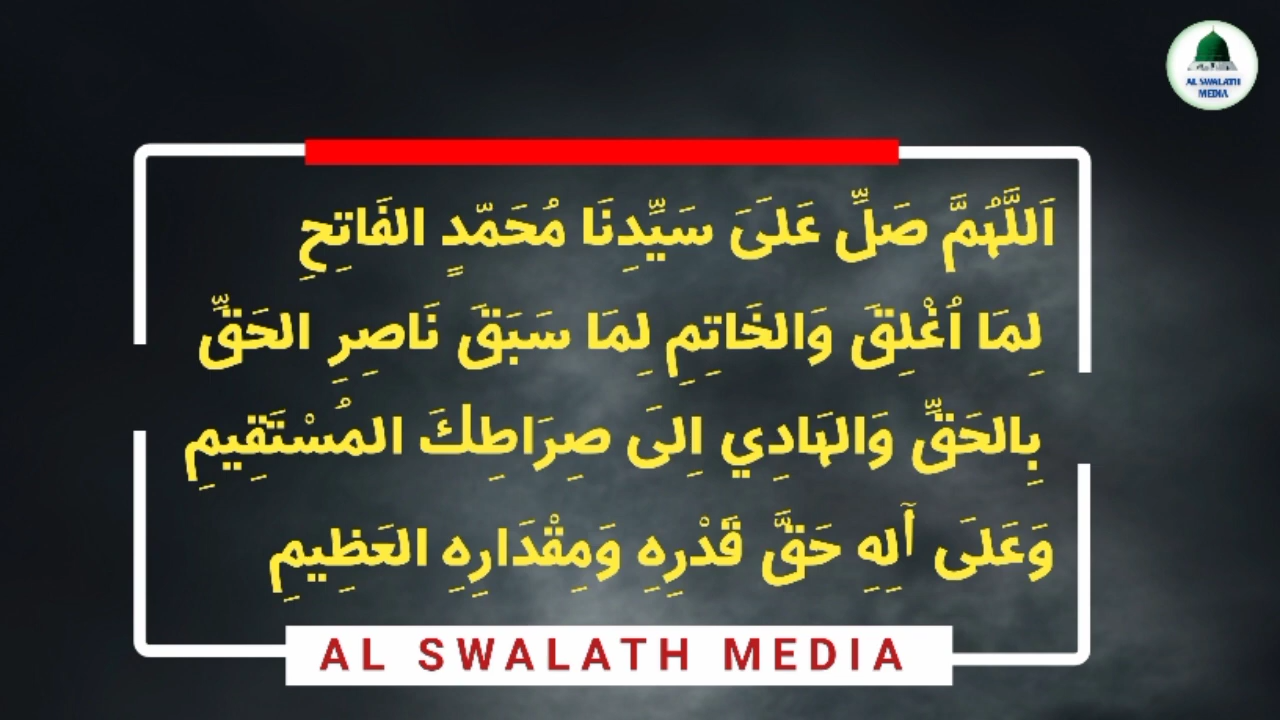 AL SWALATH
MEDIA
اَللَّهُمَّ صَلِّ عَلَىَ سَيِّدِنَا مُحَمّدٍ الفَاتِحِ
لِمَا اُغْلِقَ وَالخَاتِمِ لِمَا سَبَقَ نَاصِرِ الحَقِّ
بِالحَقِّ وَالهَادِي اِلىَ صِرَاطِكَ المُسْتَقِيمِ
وَعَلَى آَلِهِ حَقَّ قَدْرِهِ وَمِقْدَارِهِ العَظِيمِ
AL SWALATH MEDIA